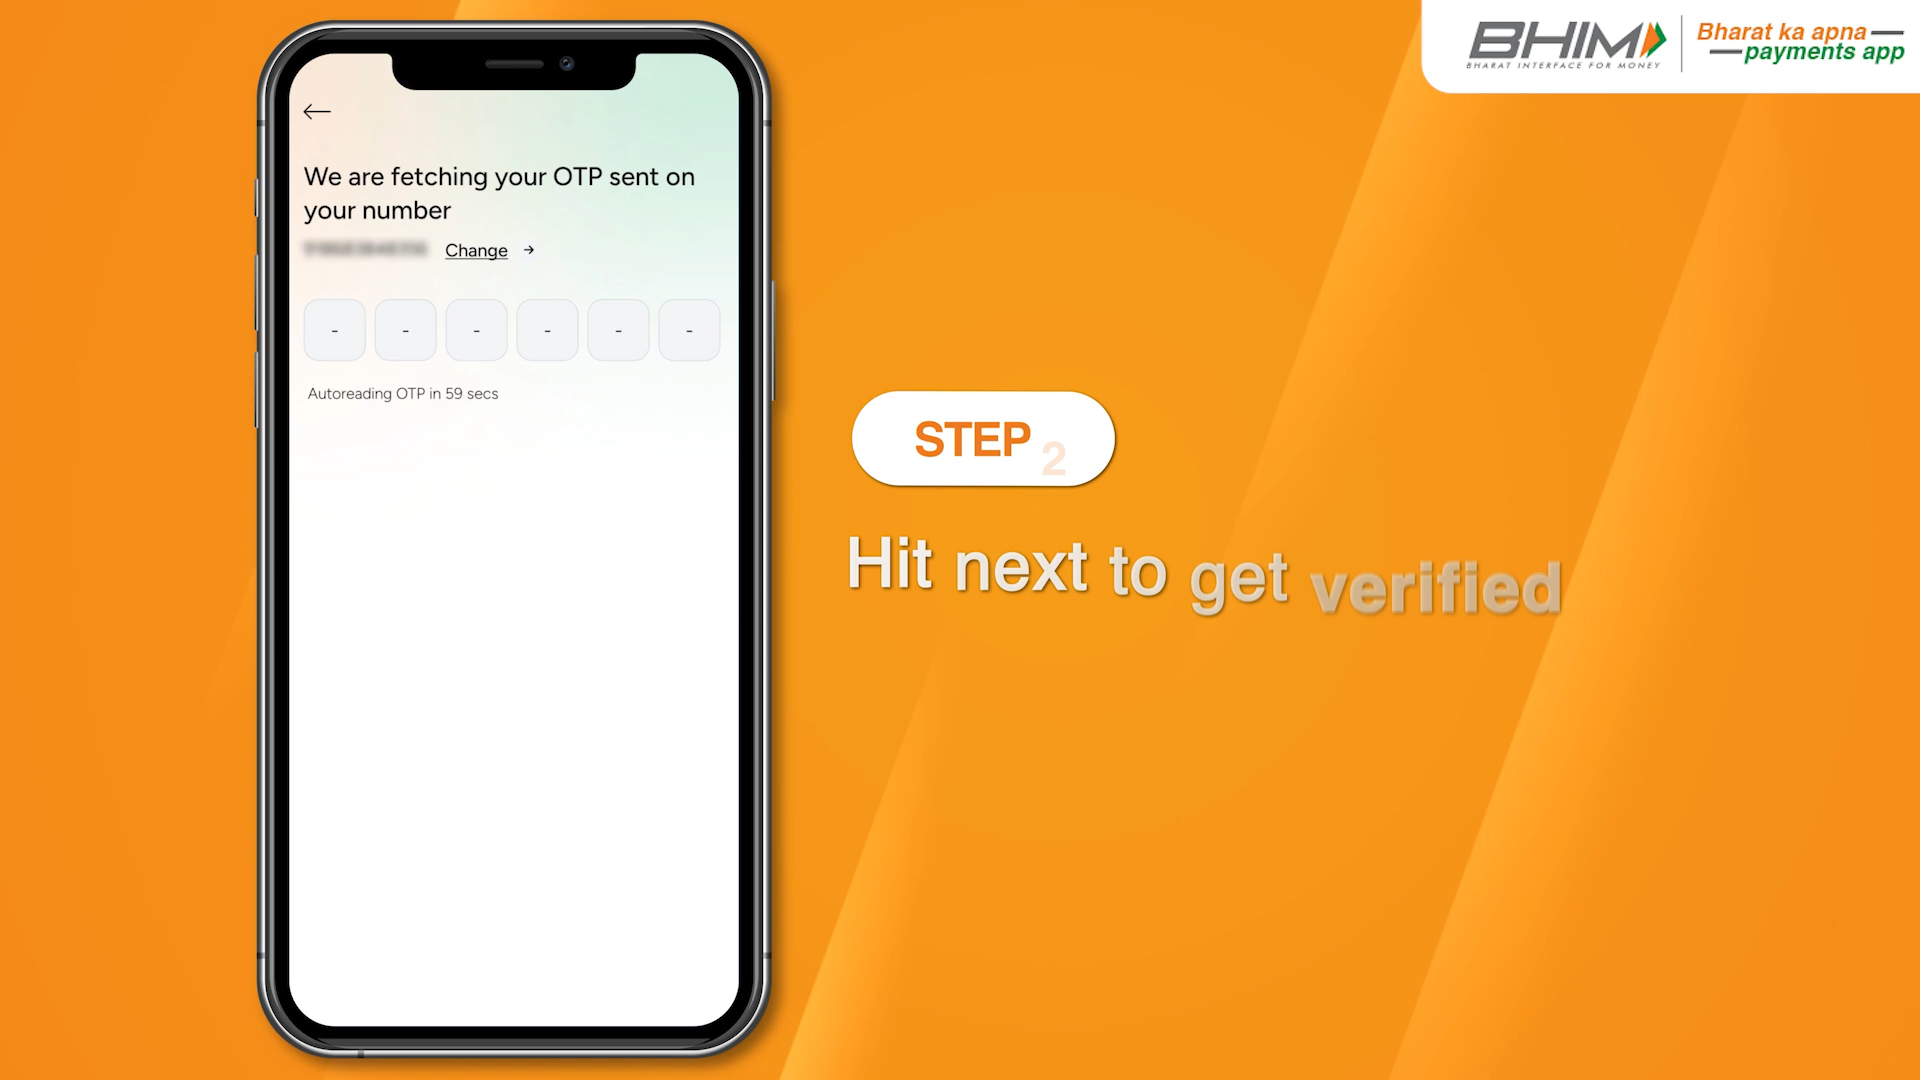 BHIM
BHARAT INTERFACE FOR MONEY
Bharat ka apna
payments app
We are fetching your OTP sent on
your number
Change →
- - - - - -
Autoreading OTP in 59 secs
STEP 2
Hit next to get verified